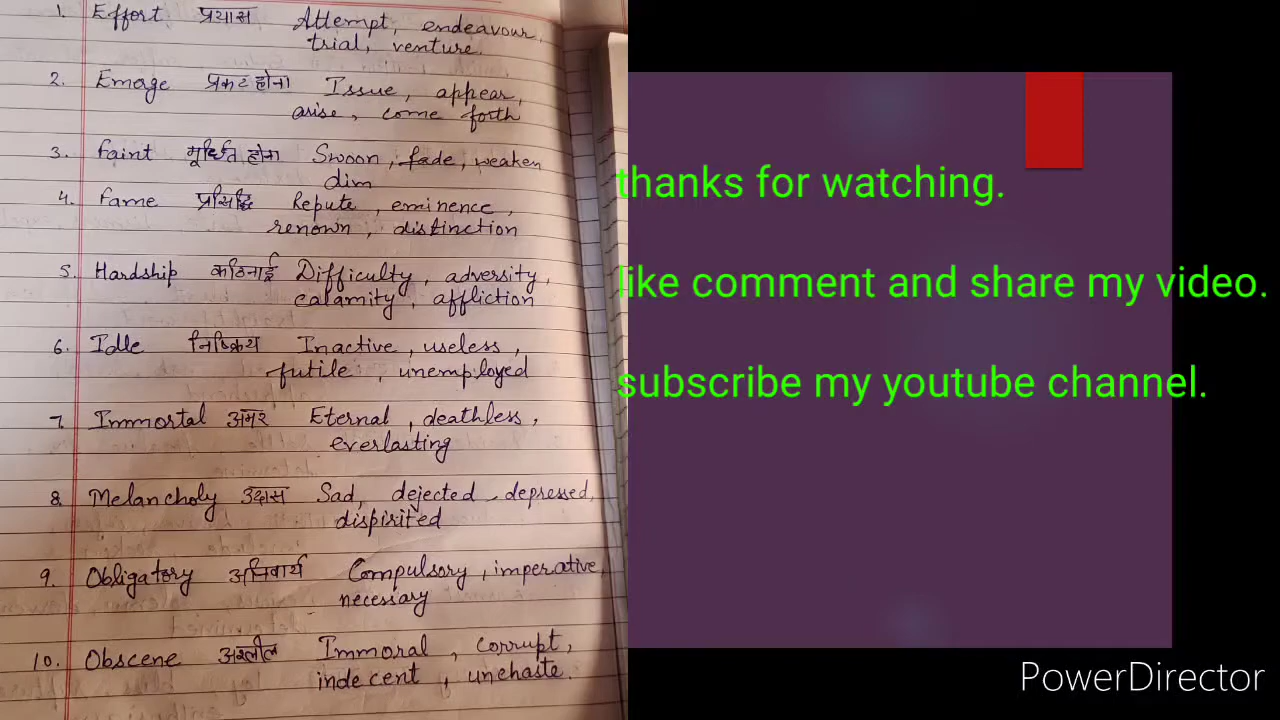 1. Effort प्रयास Attempt, endeavour,
trial, venture.
2. Emage प्रकट होना Issue, appear,
arise, come forth
3. Faint मूर्छित होना Swoon, fade, weaken
dim
4. Fame प्रसिद्धि Repute, eminence,
renown, distinction
5. Hardship कठिनाई Difficulty, adversity,
calamity, affliction
6. Idle निष्क्रिय Inactive, useless,
futile, unemployed
7. Immortal अमर Eternal, deathless,
everlasting
8. Melancholy उदास Sad, dejected, depressed,
dispirited
9. Obligatory अनिवार्य Compulsory, imperative,
necessary
10. Obscene अश्लील Immoral, corrupt,
indecent, unchaste.
thanks for watching.
like comment and share my video.
subscribe my youtube channel.
PowerDirector